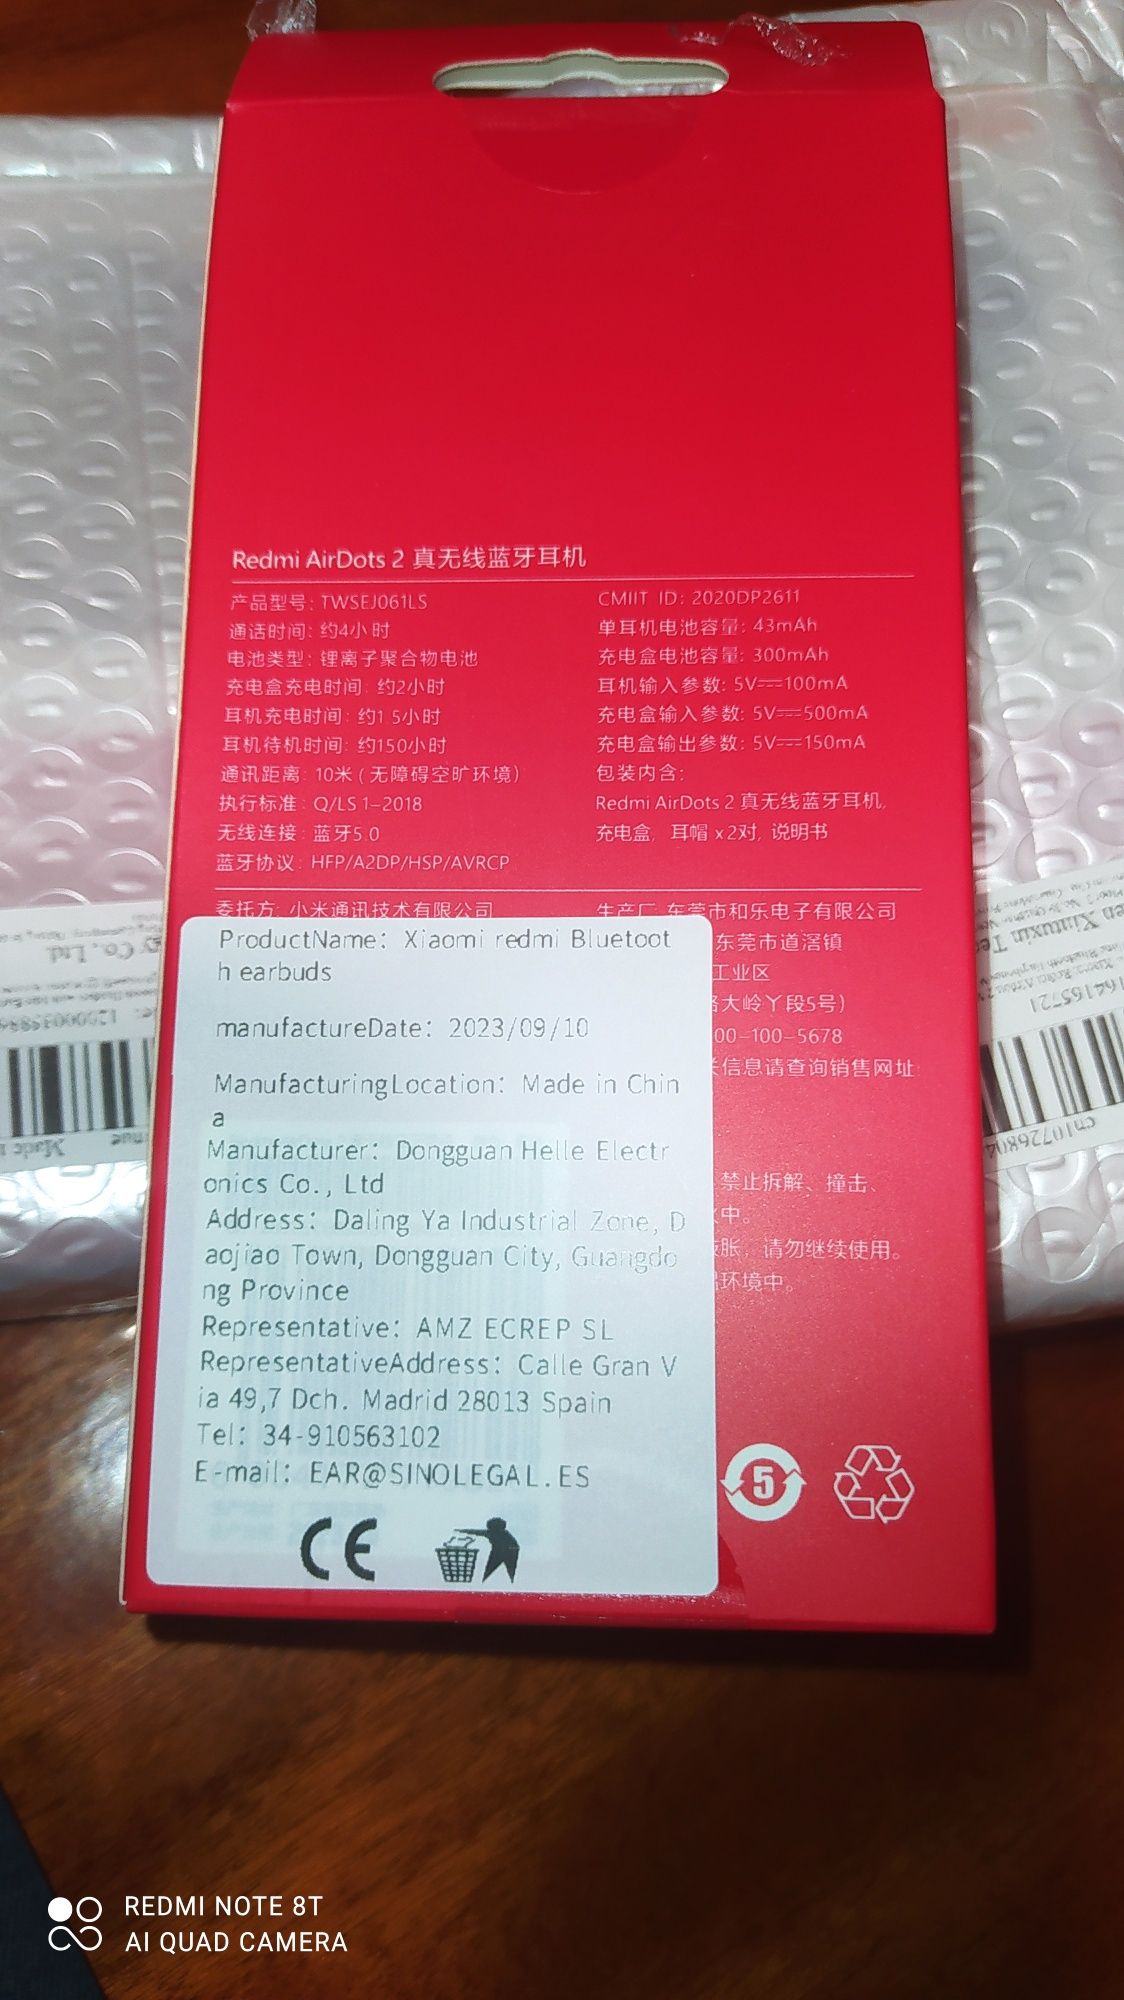 Redmi AirDots 2 真无线蓝牙耳机
产品型号: TWSEJ061LS
通话时间: 约4小时
电池类型: 锂离子聚合物电池
充电盒充电时间: 约2小时
耳机充电时间: 约1.5小时
耳机待机时间: 约150小时
通讯距离: 10米 (无障碍空旷环境)
执行标准: Q/LS 1-2018
无线连接: 蓝牙5.0
蓝牙协议: HFP/A2DP/HSP/AVRCP
CMIIT ID: 2020DP2611
单耳机电池容量: 43mAh
充电盒电池容量: 300mAh
耳机输入参数: 5V⎓100mA
充电盒输入参数: 5V⎓500mA
充电盒输出参数: 5V⎓150mA
包装内含:
Redmi AirDots 2 真无线蓝牙耳机,
充电盒, 耳帽 x 2对, 说明书
委托方: 小米通讯技术有限公司
生产厂: 东莞市和乐电子有限公司
东莞市道滘镇
工业区
大岭丫段5号)
00-100-5678
信息请查询销售网址:
禁止拆解、撞击、
中。
胀, 请勿继续使用。
环境中。
ProductName: Xiaomi redmi Bluetoot
h earbuds
manufactureDate: 2023/09/10
ManufacturingLocation: Made in Chin
a
Manufacturer: Dongguan Helle Electr
onics Co., Ltd
Address: Daling Ya Industrial Zone, D
aojiao Town, Dongguan City, Guangdo
ng Province
Representative: AMZ ECREP SL
RepresentativeAddress: Calle Gran V
ia 49,7 Dch. Madrid 28013 Spain
Tel: 34-910563102
E-mail: EAR@SINOLEGAL.ES
CE
5
Co., Ltd
Made
en Xintuxin Tec
164165721
cn10726804
REDMI NOTE 8T
AI QUAD CAMERA